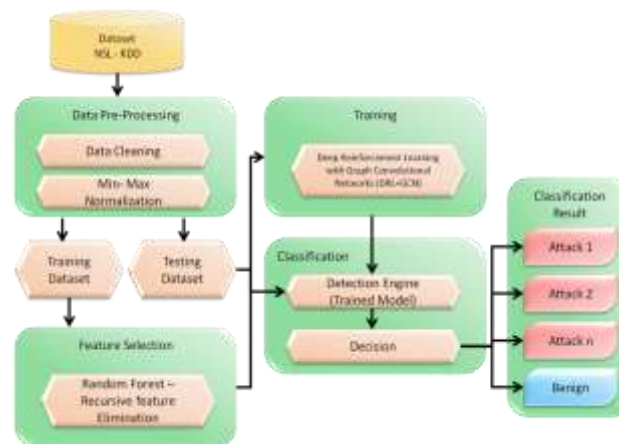 Dataset
NSL - KDD
Data Pre-Processing
Data Cleaning
Min- Max
Normalization
Training
Dataset
Testing
Dataset
Feature Selection
Random Forest –
Recursive feature
Elimination
Training
Deep Reinforcement Learning
with Graph Convolutional
Networks (DRL+GCN)
Classification
Detection Engine
(Trained Model)
Decision
Classification
Result
Attack 1
Attack 2
Attack n
Benign